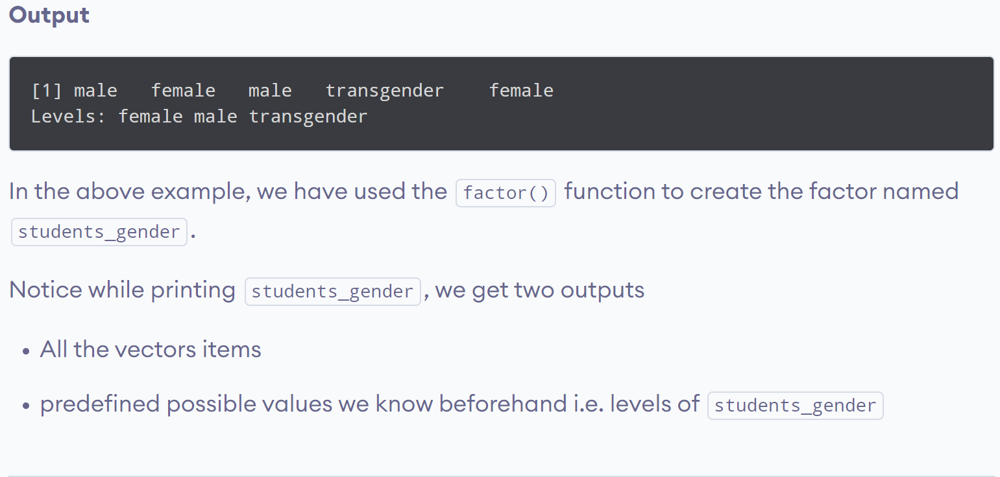 Output
[1] male   female   male   transgender    female
Levels: female male transgender
In the above example, we have used the factor() function to create the factor named
students_gender.
Notice while printing students_gender, we get two outputs
• All the vectors items
• predefined possible values we know beforehand i.e. levels of students_gender